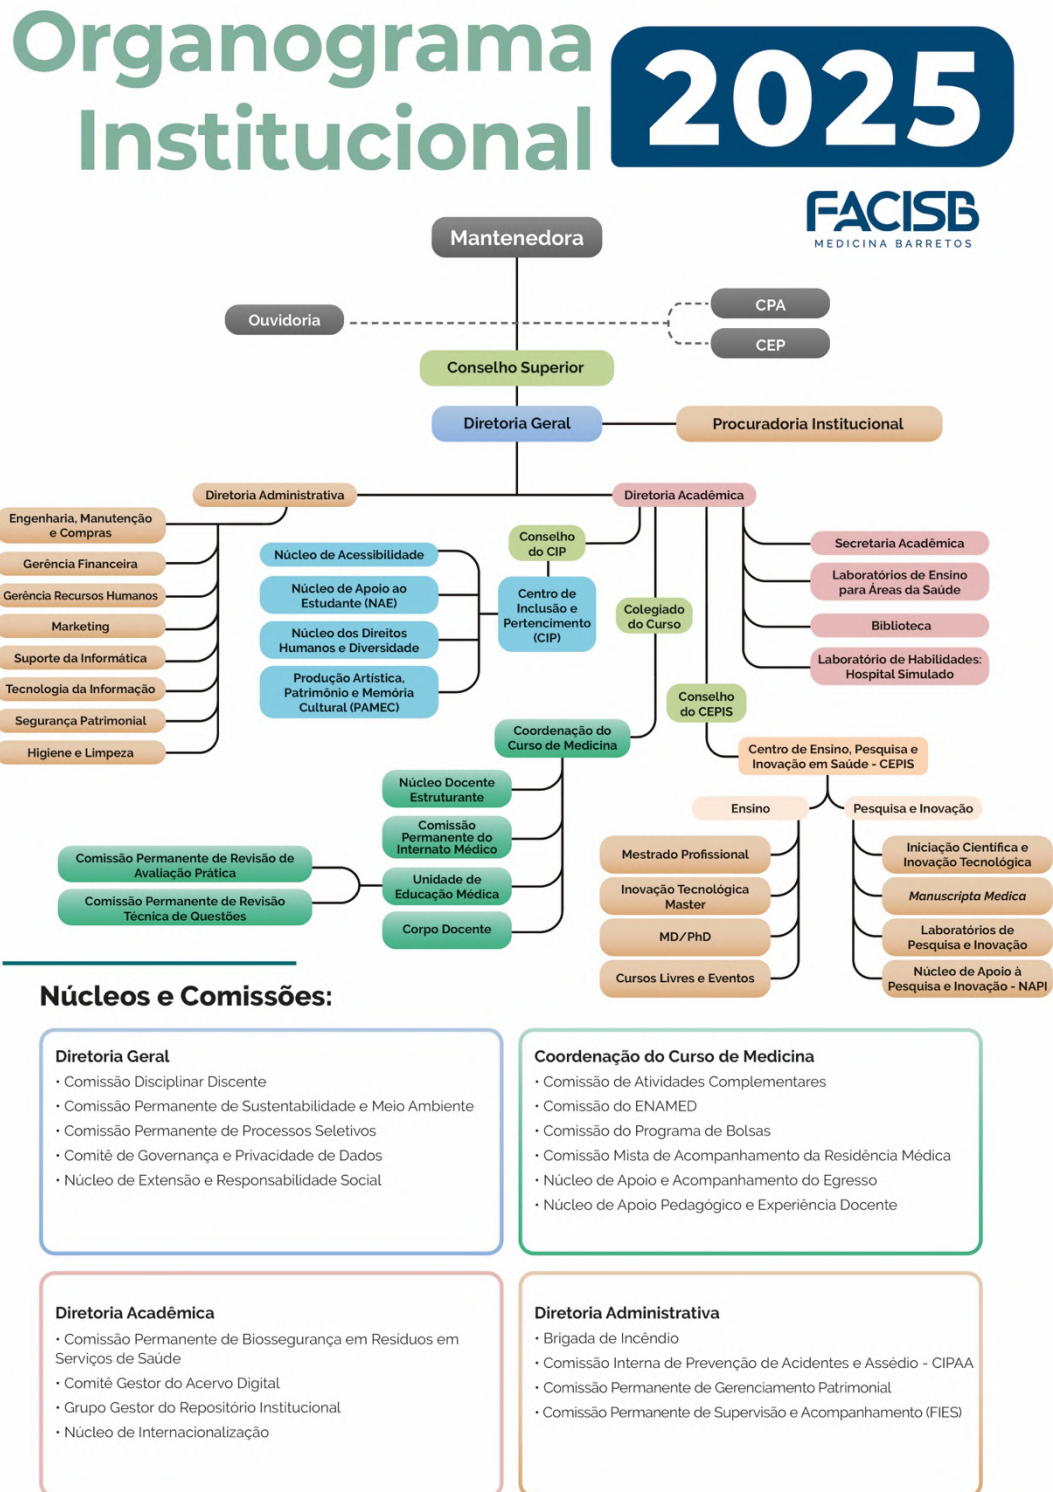 Organograma
Institucional
2025
FACISB
MEDICINA BARRETOS
Mantenedora
Ouvidoria
CPA
CEP
Conselho Superior
Diretoria Geral
Procuradoria Institucional
Diretoria Administrativa
Diretoria Acadêmica
Engenharia, Manutenção
e Compras
Gerência Financeira
Gerência Recursos Humanos
Marketing
Suporte da Informática
Tecnologia da Informação
Segurança Patrimonial
Higiene e Limpeza
Núcleo de Acessibilidade
Núcleo de Apoio ao
Estudante (NAE)
Núcleo dos Direitos
Humanos e Diversidade
Produção Artística,
Patrimônio e Memória
Cultural (PAMEC)
Conselho
do CIP
Centro de
Inclusão e
Pertencimento
(CIP)
Colegiado
do Curso
Conselho
do CEPIS
Secretaria Acadêmica
Laboratórios de Ensino
para Áreas da Saúde
Biblioteca
Laboratório de Habilidades:
Hospital Simulado
Coordenação do
Curso de Medicina
Núcleo Docente
Estruturante
Comissão
Permanente do
Internato Médico
Unidade de
Educação Médica
Corpo Docente
Comissão Permanente de Revisão de
Avaliação Prática
Comissão Permanente de Revisão
Técnica de Questões
Centro de Ensino, Pesquisa e
Inovação em Saúde - CEPIS
Ensino
Pesquisa e Inovação
Mestrado Profissional
Inovação Tecnológica
Master
MD/PhD
Cursos Livres e Eventos
Iniciação Científica e
Inovação Tecnológica
Manuscripta Medica
Laboratórios de
Pesquisa e Inovação
Núcleo de Apoio à
Pesquisa e Inovação - NAPI
Núcleos e Comissões:
Diretoria Geral
• Comissão Disciplinar Discente
• Comissão Permanente de Sustentabilidade e Meio Ambiente
• Comissão Permanente de Processos Seletivos
• Comitê de Governança e Privacidade de Dados
• Núcleo de Extensão e Responsabilidade Social
Coordenação do Curso de Medicina
• Comissão de Atividades Complementares
• Comissão do ENAMED
• Comissão do Programa de Bolsas
• Comissão Mista de Acompanhamento da Residência Médica
• Núcleo de Apoio e Acompanhamento do Egresso
• Núcleo de Apoio Pedagógico e Experiência Docente
Diretoria Acadêmica
• Comissão Permanente de Biossegurança em Resíduos em
Serviços de Saúde
• Comitê Gestor do Acervo Digital
• Grupo Gestor do Repositório Institucional
• Núcleo de Internacionalização
Diretoria Administrativa
• Brigada de Incêndio
• Comissão Interna de Prevenção de Acidentes e Assédio - CIPAA
• Comissão Permanente de Gerenciamento Patrimonial
• Comissão Permanente de Supervisão e Acompanhamento (FIES)